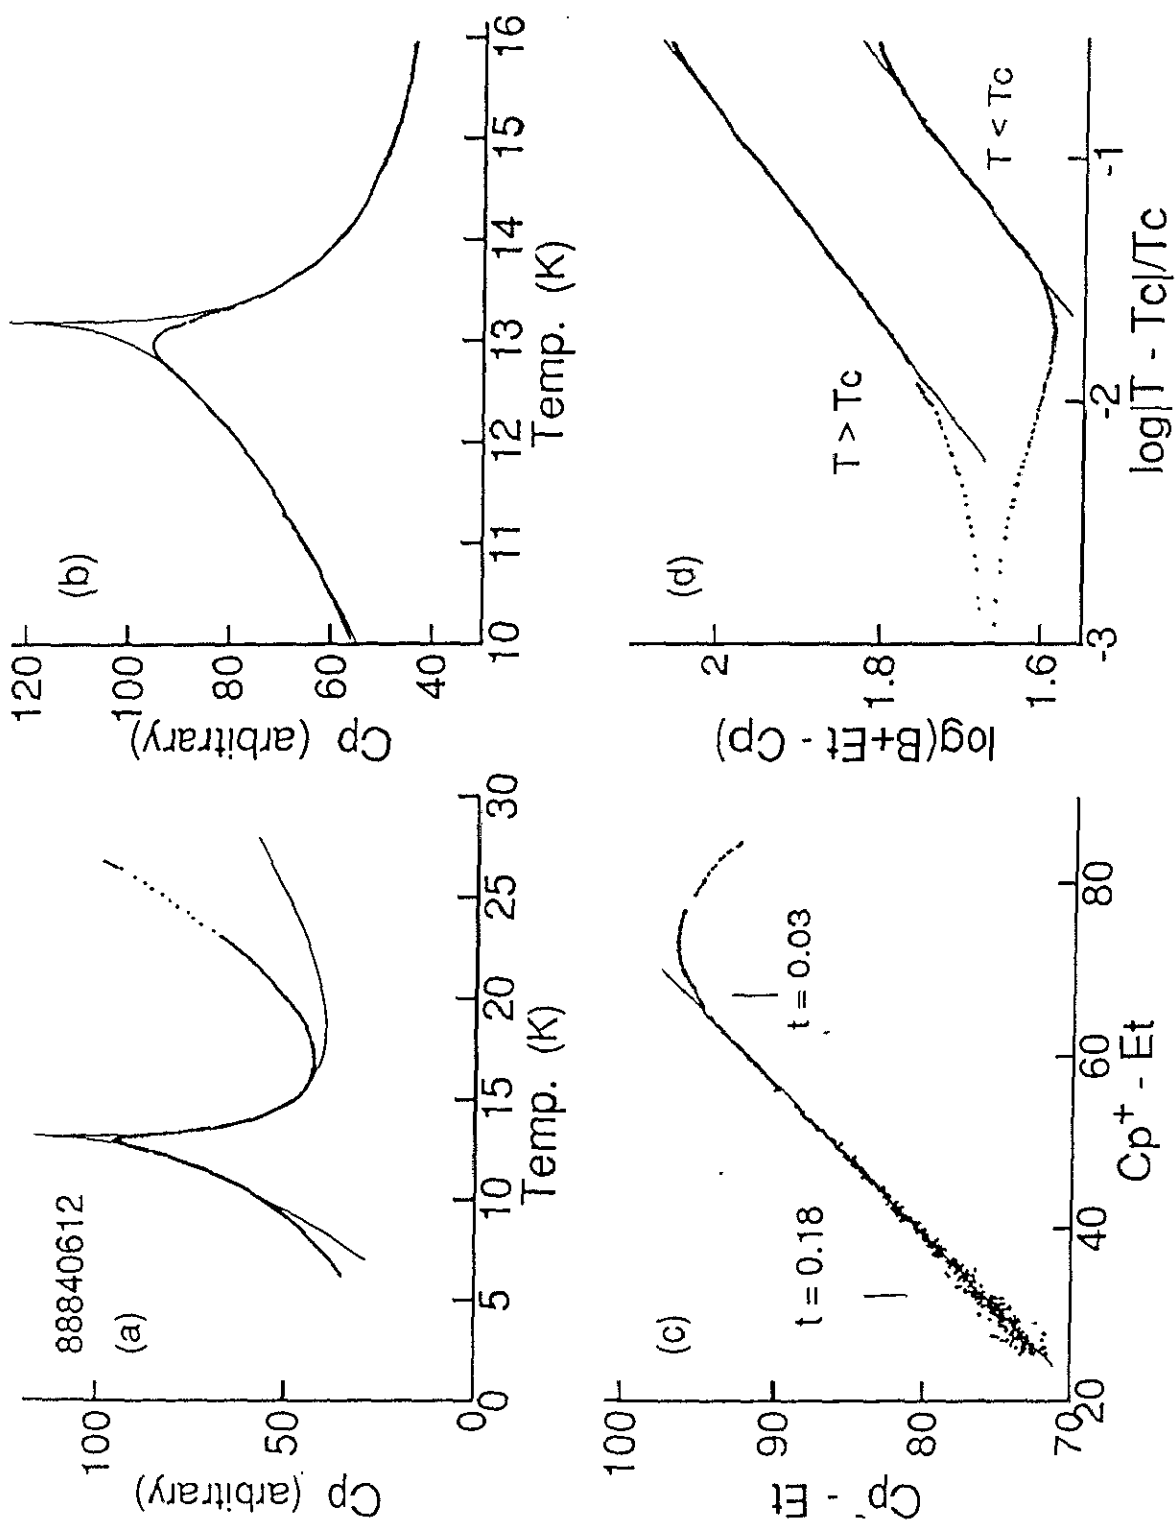 88840612
(a)
100
50
0
Cp (arbitrary)
0
5
10
15
20
25
30
Temp. (K)
(b)
120
100
80
60
40
Cp (arbitrary)
10
11
12
13
14
15
16
Temp. (K)
(c)
100
90
80
70
Cp⁻ - Et
t = 0.18
t = 0.03
20
40
60
80
Cp⁺ - Et
(d)
2
1.8
1.6
log(B+Et - Cp)
T > Tc
T < Tc
-3
-2
-1
log|T - Tc|/Tc